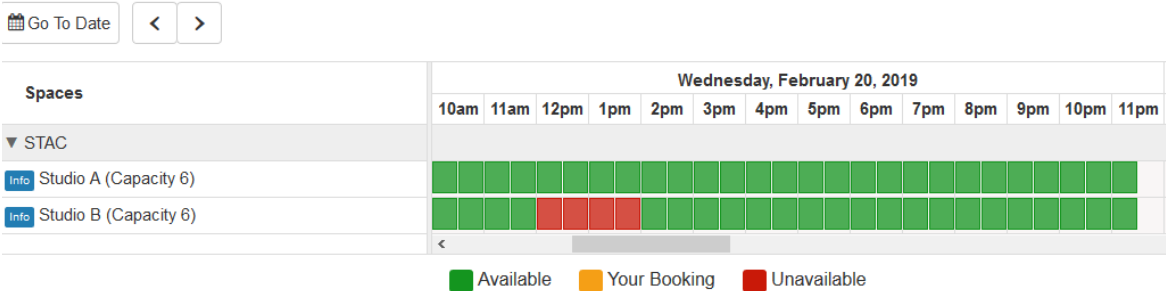 Go To Date < >
Spaces
Wednesday, February 20, 2019
10am 11am 12pm 1pm 2pm 3pm 4pm 5pm 6pm 7pm 8pm 9pm 10pm 11pm
▼ STAC
Info Studio A (Capacity 6)
Info Studio B (Capacity 6)
<
Available Your Booking Unavailable